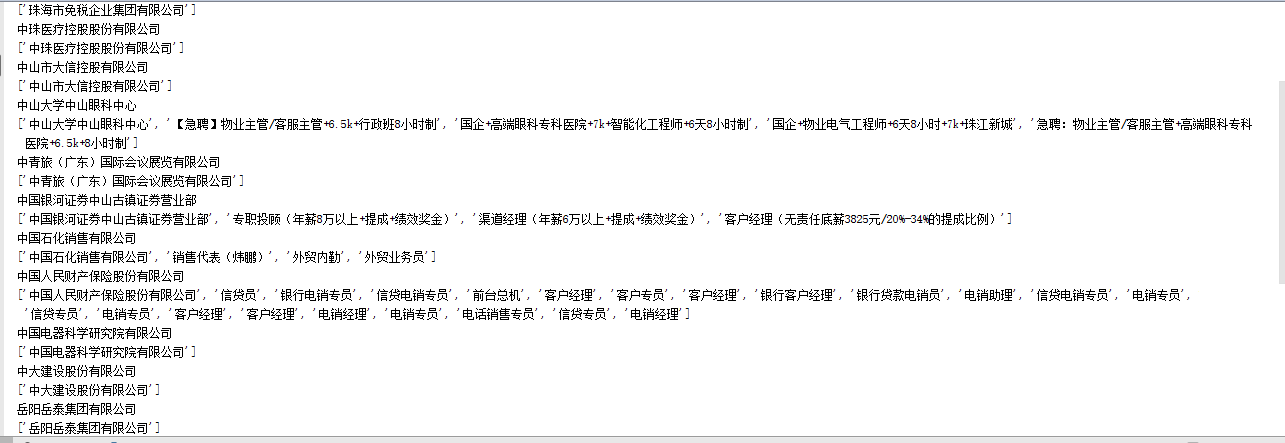 ['珠海市免税企业集团有限公司']
中珠医疗控股股份有限公司
['中珠医疗控股股份有限公司']
中山市大信控股有限公司
['中山市大信控股有限公司']
中山大学中山眼科中心
['中山大学中山眼科中心', '【急聘】物业主管/客服主管+6.5k+行政班8小时制', '国企+高端眼科专科医院+7k+智能化工程师+6天8小时制', '国企+物业电气工程师+6天8小时+7k+珠江新城', '急聘：物业主管/客服主管+高端眼科专科
医院+6.5k+8小时制']
中青旅（广东）国际会议展览有限公司
['中青旅（广东）国际会议展览有限公司']
中国银河证券中山古镇证券营业部
['中国银河证券中山古镇证券营业部', '专职投顾（年薪8万以上+提成+绩效奖金）', '渠道经理（年薪6万以上+提成+绩效奖金）', '客户经理（无责任底薪3825元/20%-34%的提成比例）']
中国石化销售有限公司
['中国石化销售有限公司', '销售代表（炜鹏）', '外贸内勤', '外贸业务员']
中国人民财产保险股份有限公司
['中国人民财产保险股份有限公司', '信贷员', '银行电销专员', '信贷电销专员', '前台总机', '客户经理', '客户专员', '客户经理', '银行客户经理', '银行贷款电销员', '电销助理', '信贷电销专员', '电销专员',
'信贷专员', '电销专员', '客户经理', '客户经理', '电销经理', '电销专员', '电话销售专员', '信贷专员', '电销经理']
中国电器科学研究院有限公司
['中国电器科学研究院有限公司']
中大建设股份有限公司
['中大建设股份有限公司']
岳阳岳泰集团有限公司
['岳阳岳泰集团有限公司']